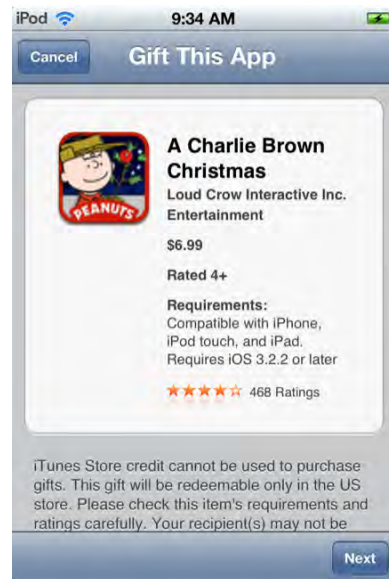 iPod 9:34 AM
Cancel Gift This App
A Charlie Brown
Christmas
Loud Crow Interactive Inc.
Entertainment
PEANUTS
$6.99
Rated 4+
Requirements:
Compatible with iPhone,
iPod touch, and iPad.
Requires iOS 3.2.2 or later
468 Ratings
iTunes Store credit cannot be used to purchase
gifts. This gift will be redeemable only in the US
store. Please check this item's requirements and
ratings carefully. Your recipient(s) may not be
Next